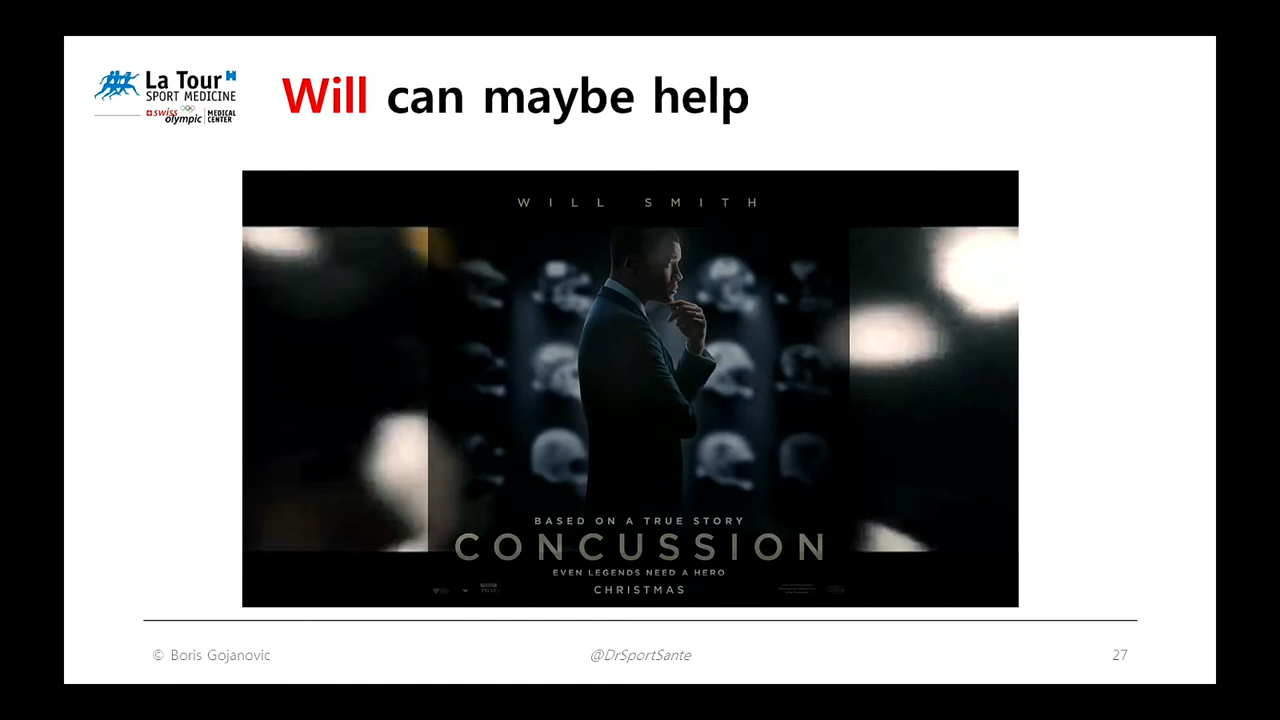 La Tour
SPORT MEDICINE
swiss olympic
MEDICAL CENTER
Will can maybe help
WILL SMITH
BASED ON A TRUE STORY
CONCUSSION
EVEN LEGENDS NEED A HERO
CHRISTMAS
© Boris Gojanovic
@DrSportSante
27